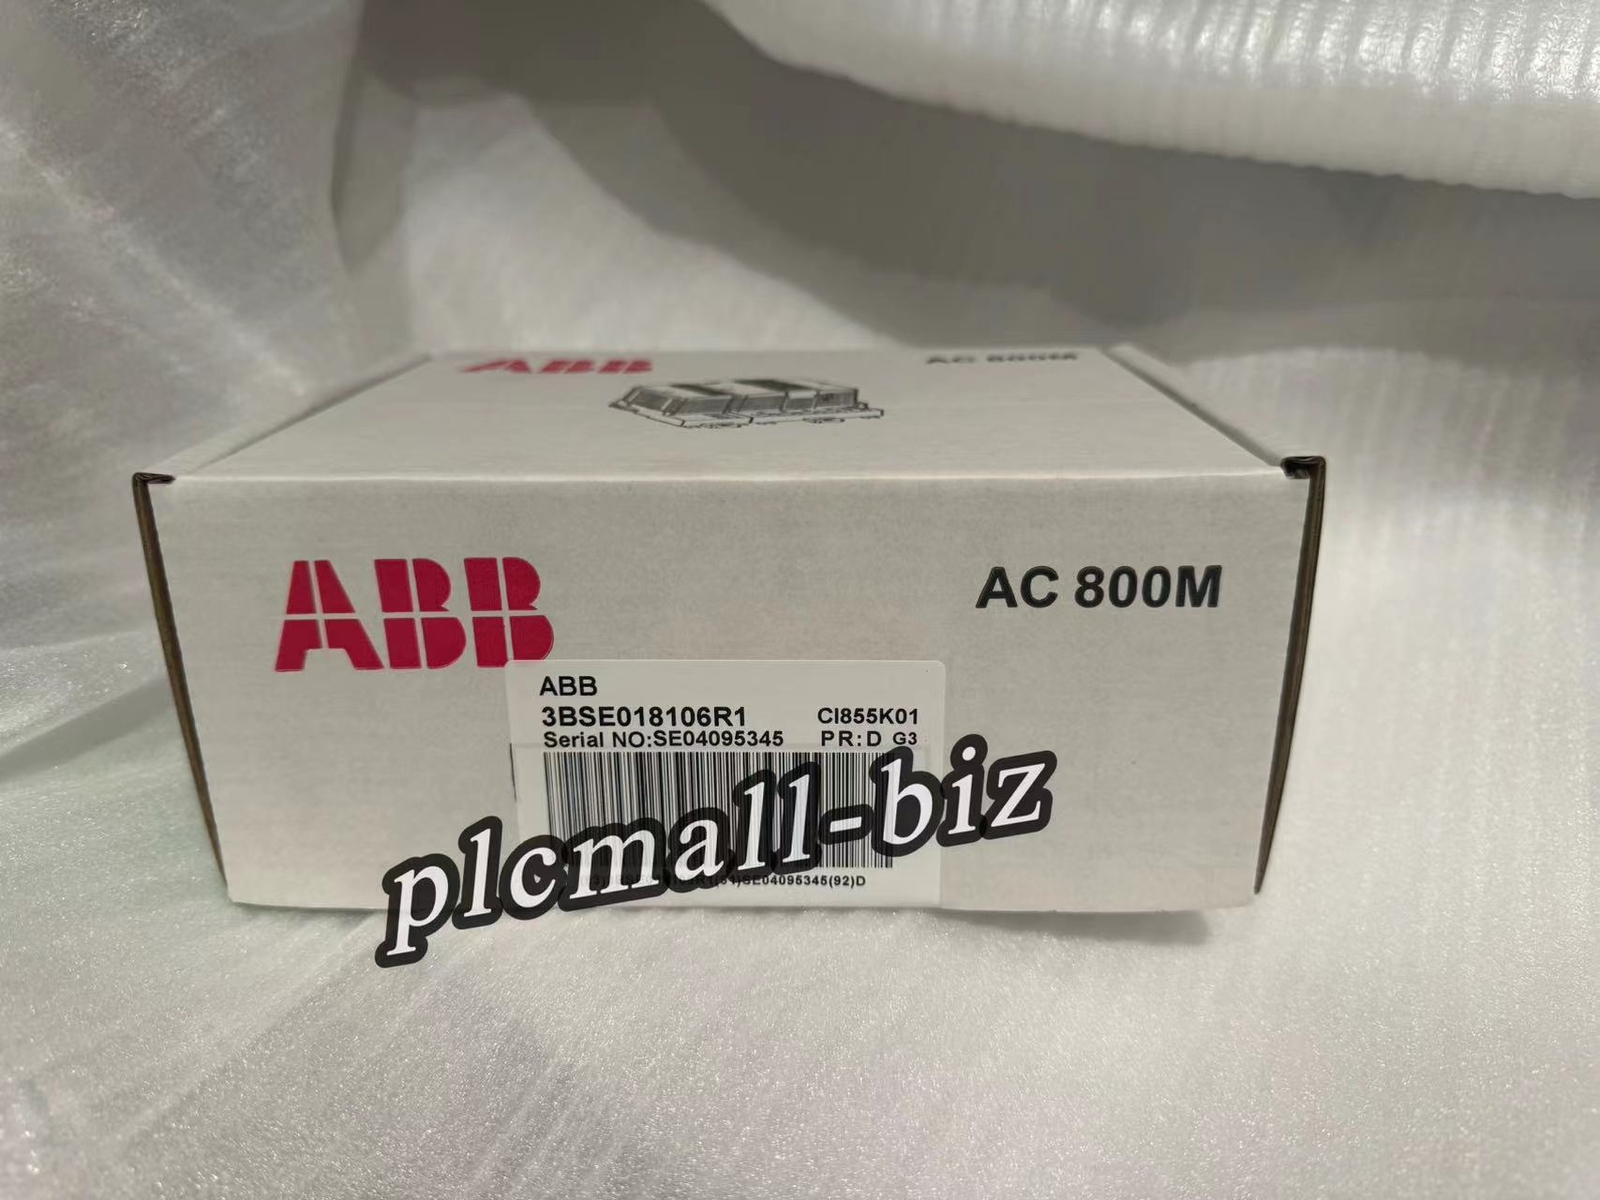 ABB
AC 800M
ABB
AC 800M
ABB
3BSE018106R1 CI855K01
Serial NO:SE04095345 PR:D G3
plcmall-biz
SE04095345(92)D